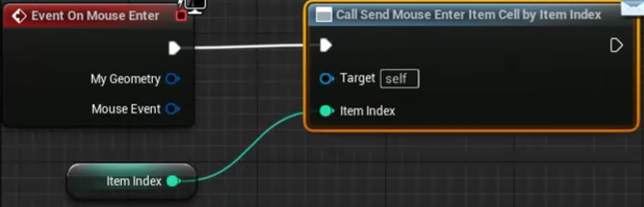 Event On Mouse Enter
Call Send Mouse Enter Item Cell by Item Index
My Geometry
Target self
Mouse Event
Item Index
Item Index